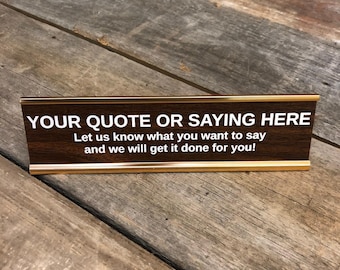 YOUR QUOTE OR SAYING HERE
Let us know what you want to say
and we will get it done for you!